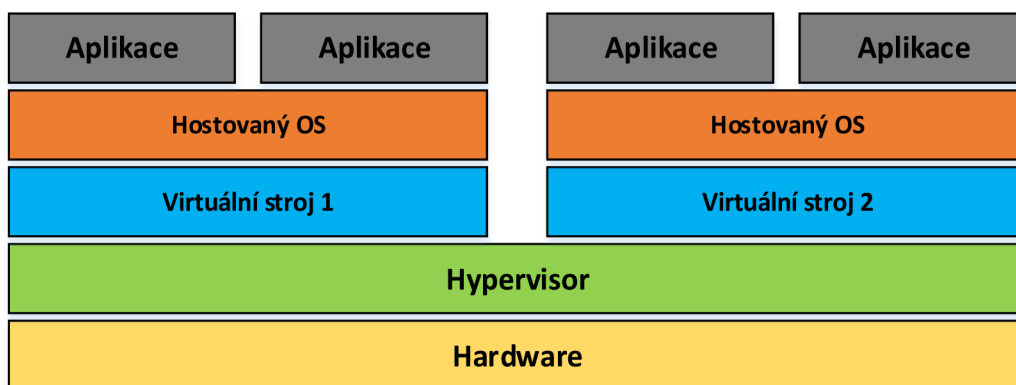 Aplikace Aplikace Aplikace Aplikace
Hostovaný OS Hostovaný OS
Virtuální stroj 1 Virtuální stroj 2
Hypervisor
Hardware